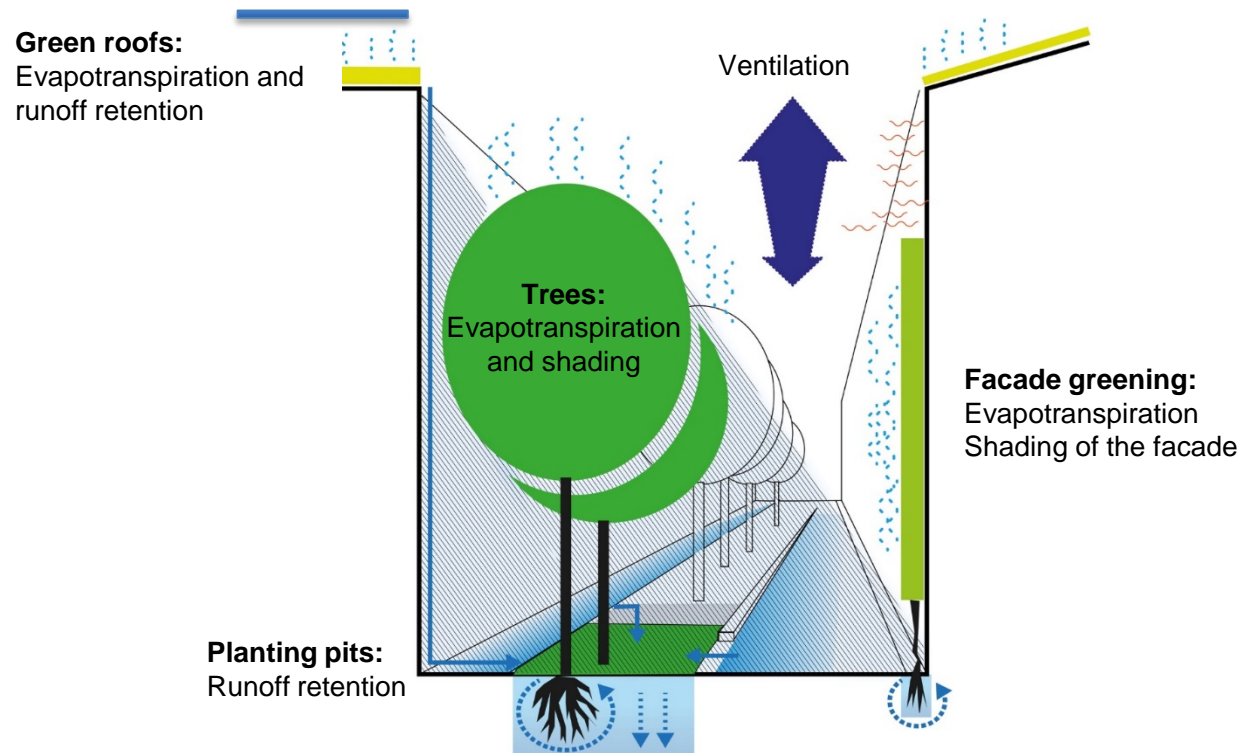 Green roofs:
Evapotranspiration and
runoff retention
Ventilation
Trees:
Evapotranspiration
and shading
Facade greening:
Evapotranspiration
Shading of the facade
Planting pits:
Runoff retention